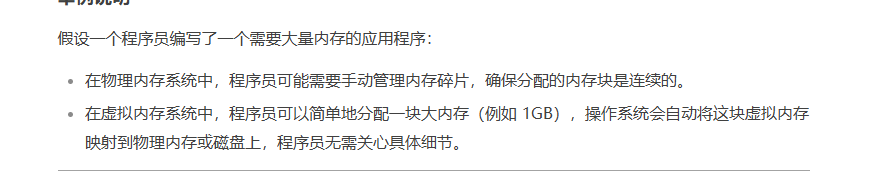 假设一个程序员编写了一个需要大量内存的应用程序：
在物理内存系统中，程序员可能需要手动管理内存碎片，确保分配的内存块是连续的。
在虚拟内存系统中，程序员可以简单地分配一块大内存（例如 1GB），操作系统会自动将这块虚拟内存
映射到物理内存或磁盘上，程序员无需关心具体细节。